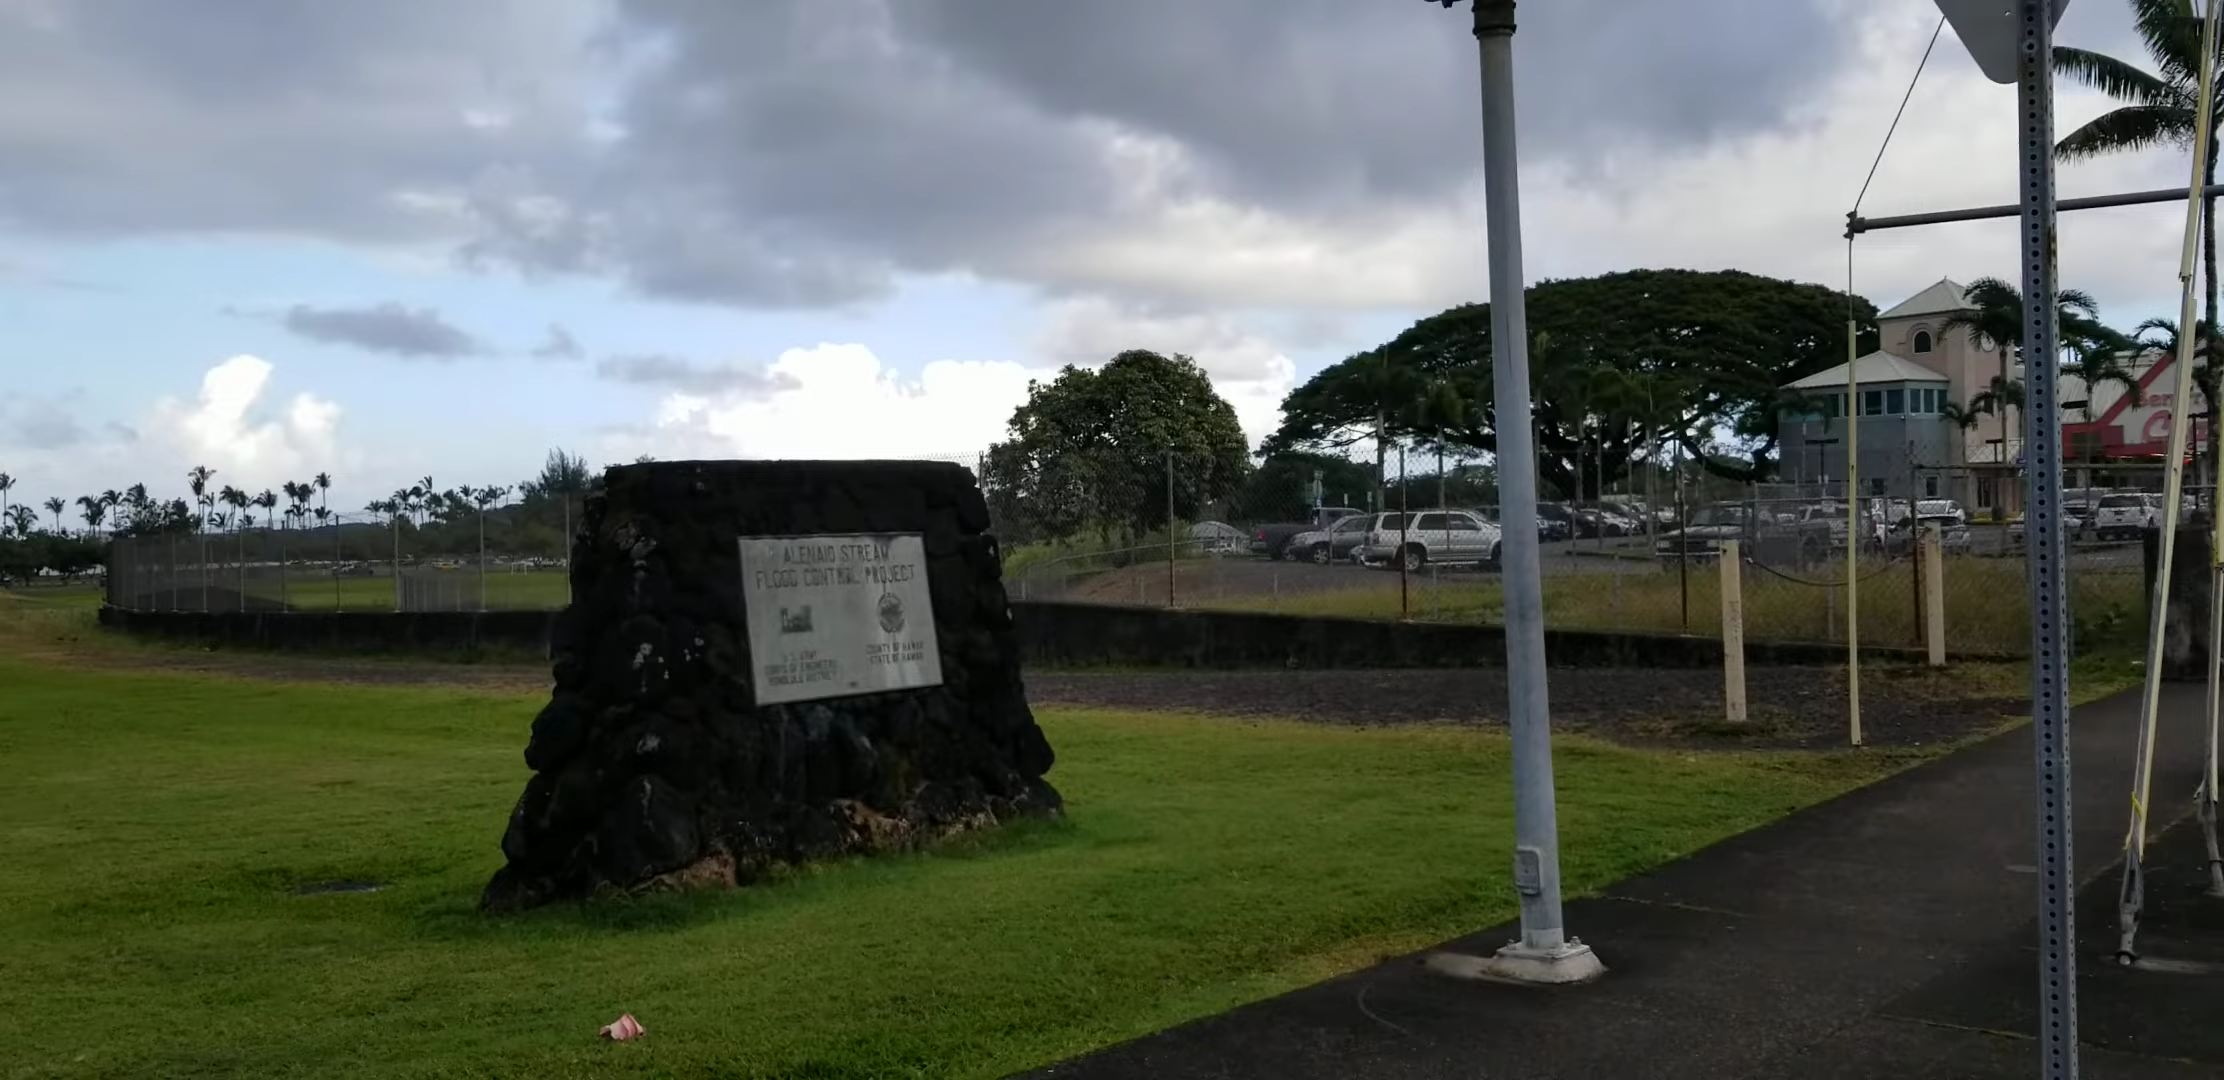 ALENAIO STREAM
FLOOD CONTROL PROJECT
U.S. ARMY
CORPS OF ENGINEERS
HONOLULU DISTRICT
COUNTY OF HAWAII
STATE OF HAWAII